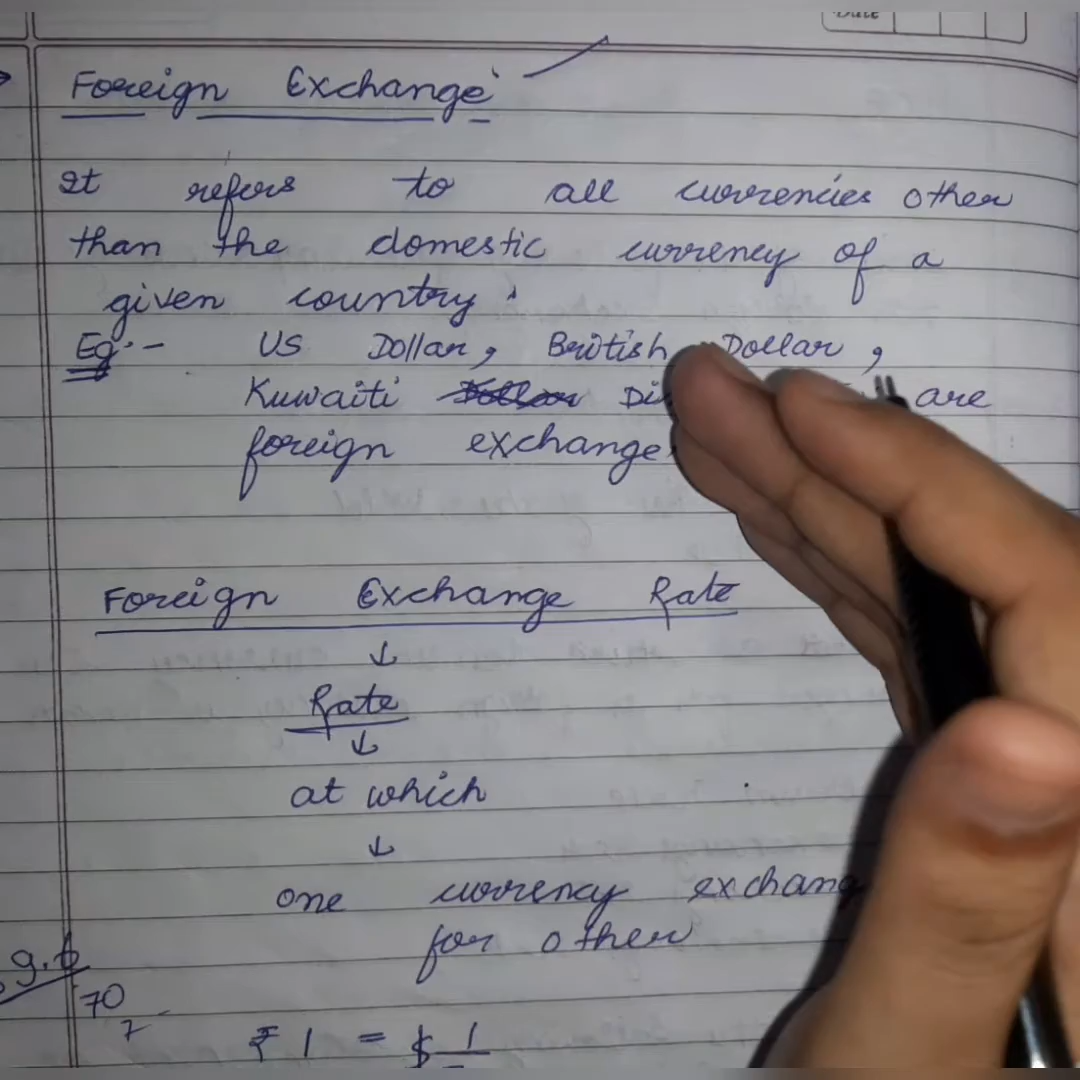 Date
Foreign Exchange
It refers to all currencies other
than the domestic currency of a
given country.
Eg:- US Dollar, British Dollar,
Kuwaiti are
foreign exchange
Foreign Exchange Rate
↓
Rate
↓
at which
↓
one currency exchang
for other
g.b
70
₹ 1 = $ 1